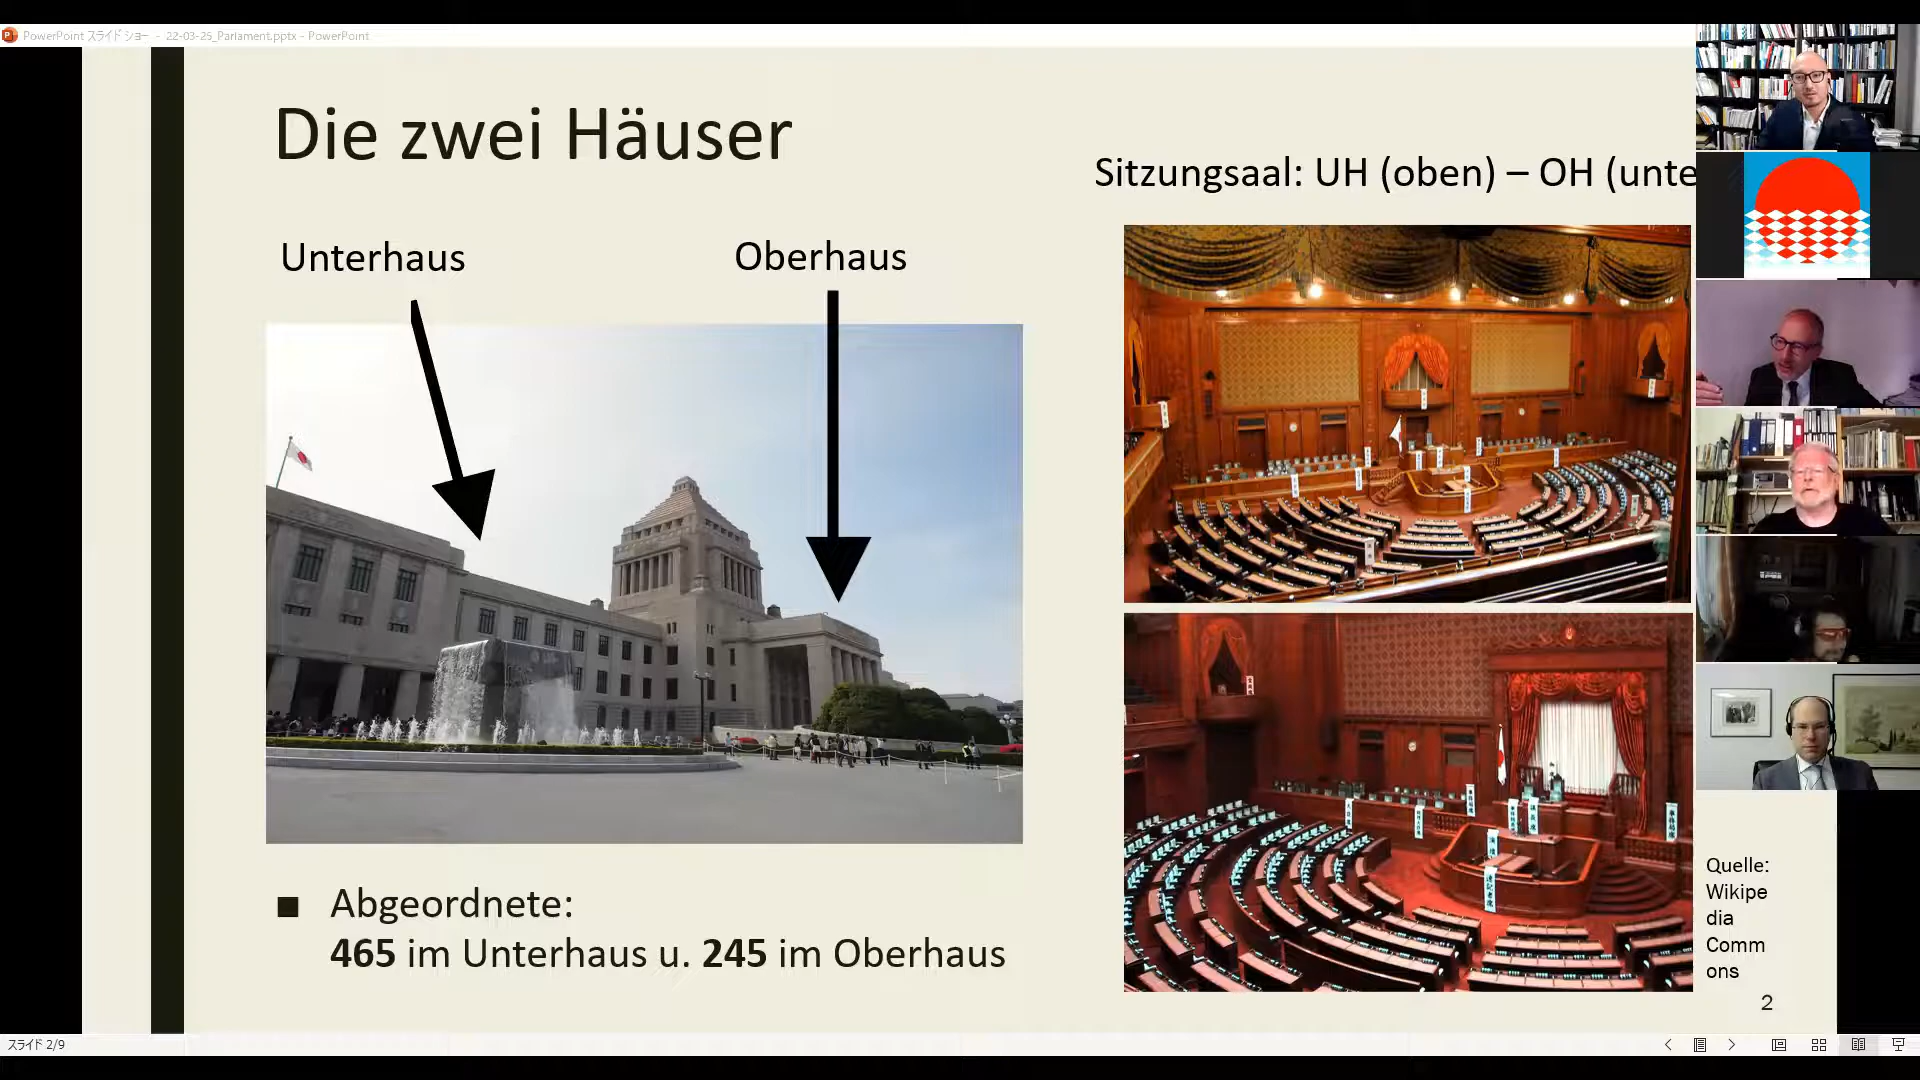 PowerPoint スライド ショー - 22-03-25_Parlament.pptx - PowerPoint
Die zwei Häuser
Sitzungsaal: UH (oben) – OH (unte
Unterhaus
Oberhaus
■ Abgeordnete:
465 im Unterhaus u. 245 im Oberhaus
Quelle:
Wikipe
dia
Comm
ons
2
スライド 2/9